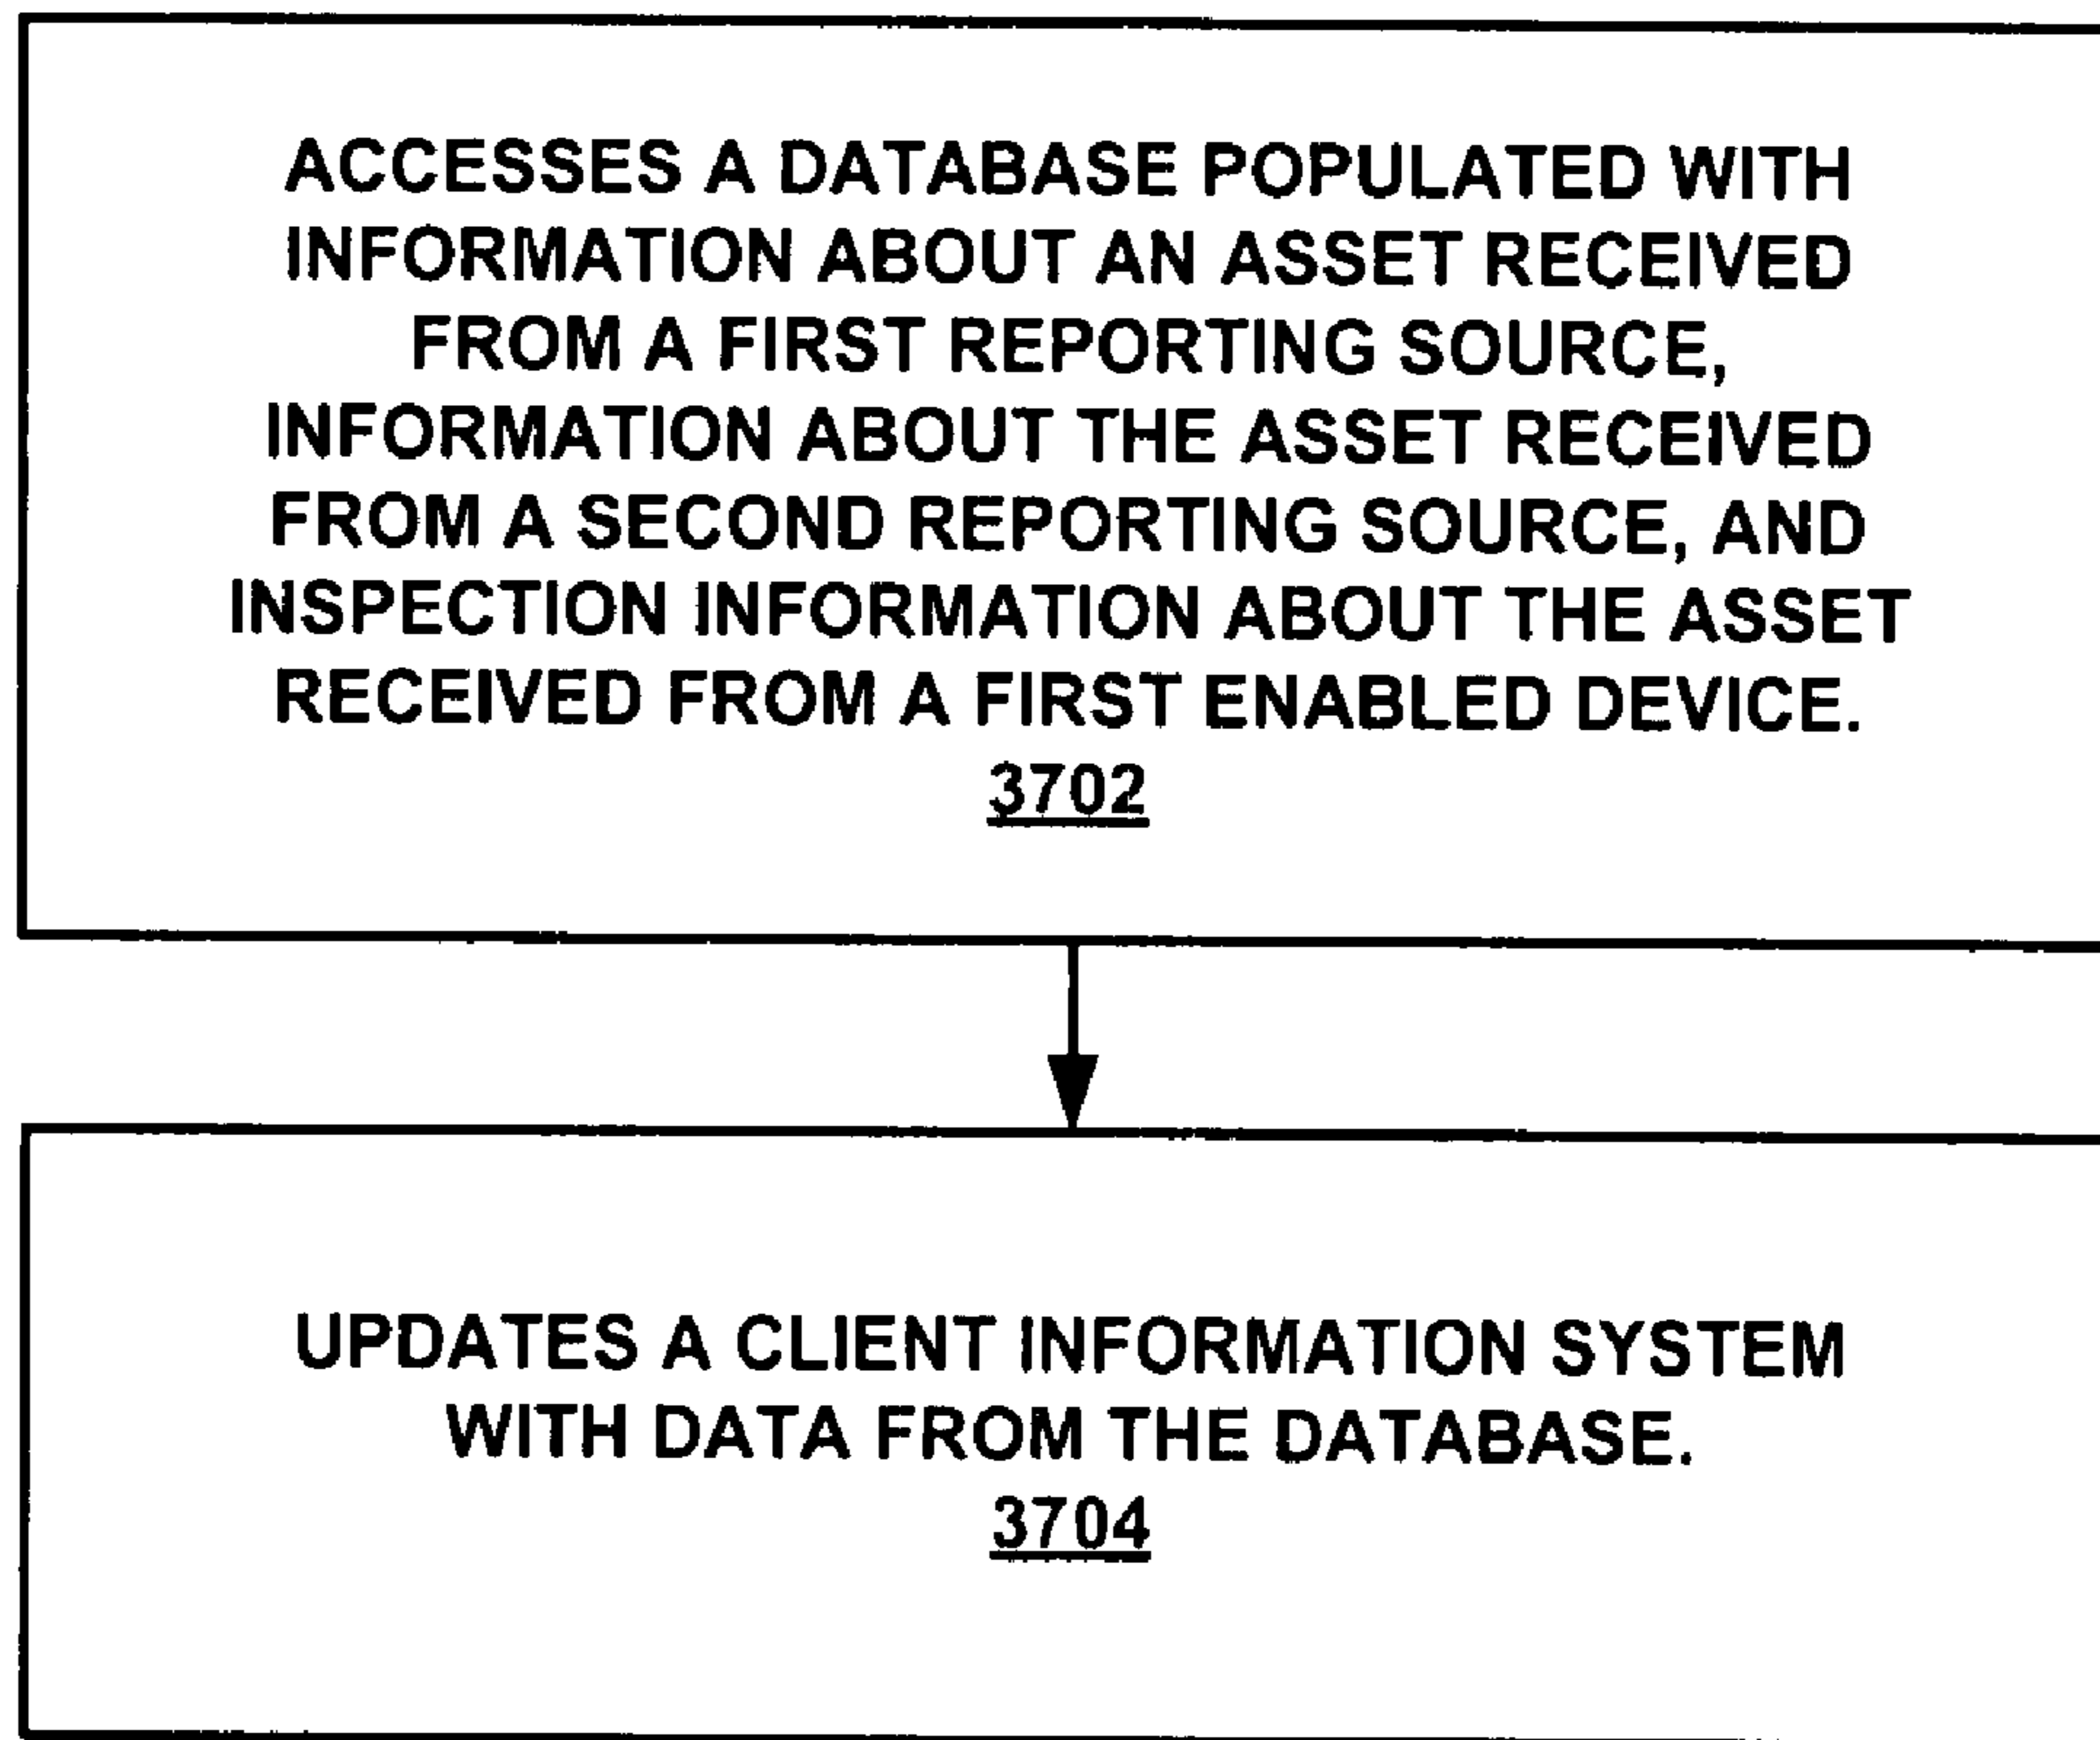 ACCESSES A DATABASE POPULATED WITH
INFORMATION ABOUT AN ASSET RECEIVED
FROM A FIRST REPORTING SOURCE,
INFORMATION ABOUT THE ASSET RECEIVED
FROM A SECOND REPORTING SOURCE, AND
INSPECTION INFORMATION ABOUT THE ASSET
RECEIVED FROM A FIRST ENABLED DEVICE.
3702
UPDATES A CLIENT INFORMATION SYSTEM
WITH DATA FROM THE DATABASE.
3704